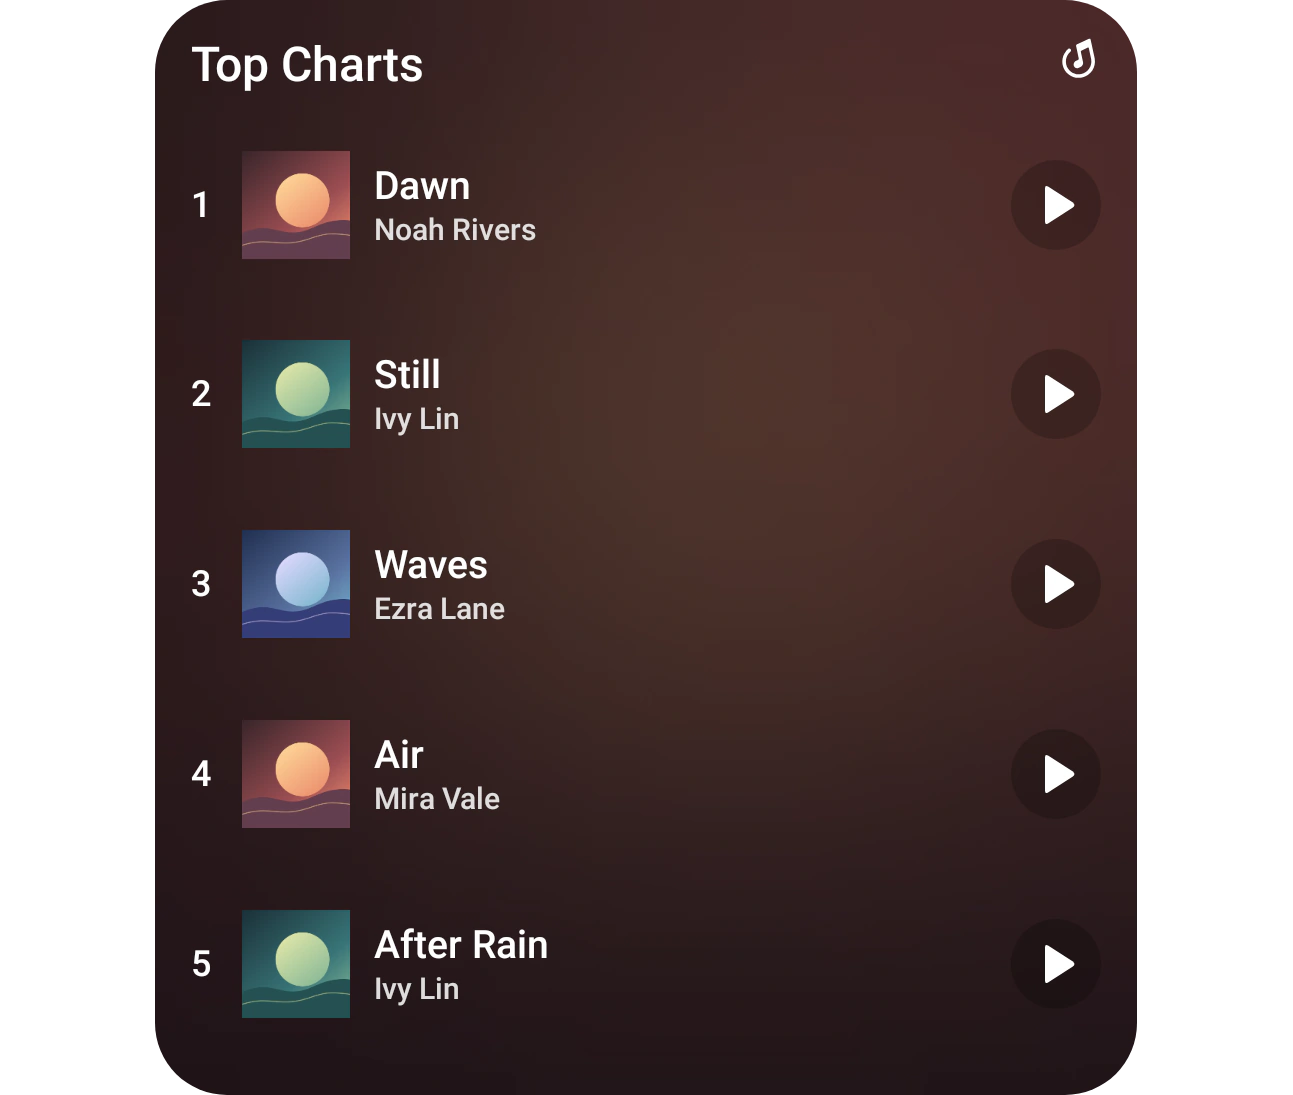 Top Charts
1
Dawn
Noah Rivers
2
Still
Ivy Lin
3
Waves
Ezra Lane
4
Air
Mira Vale
5
After Rain
Ivy Lin